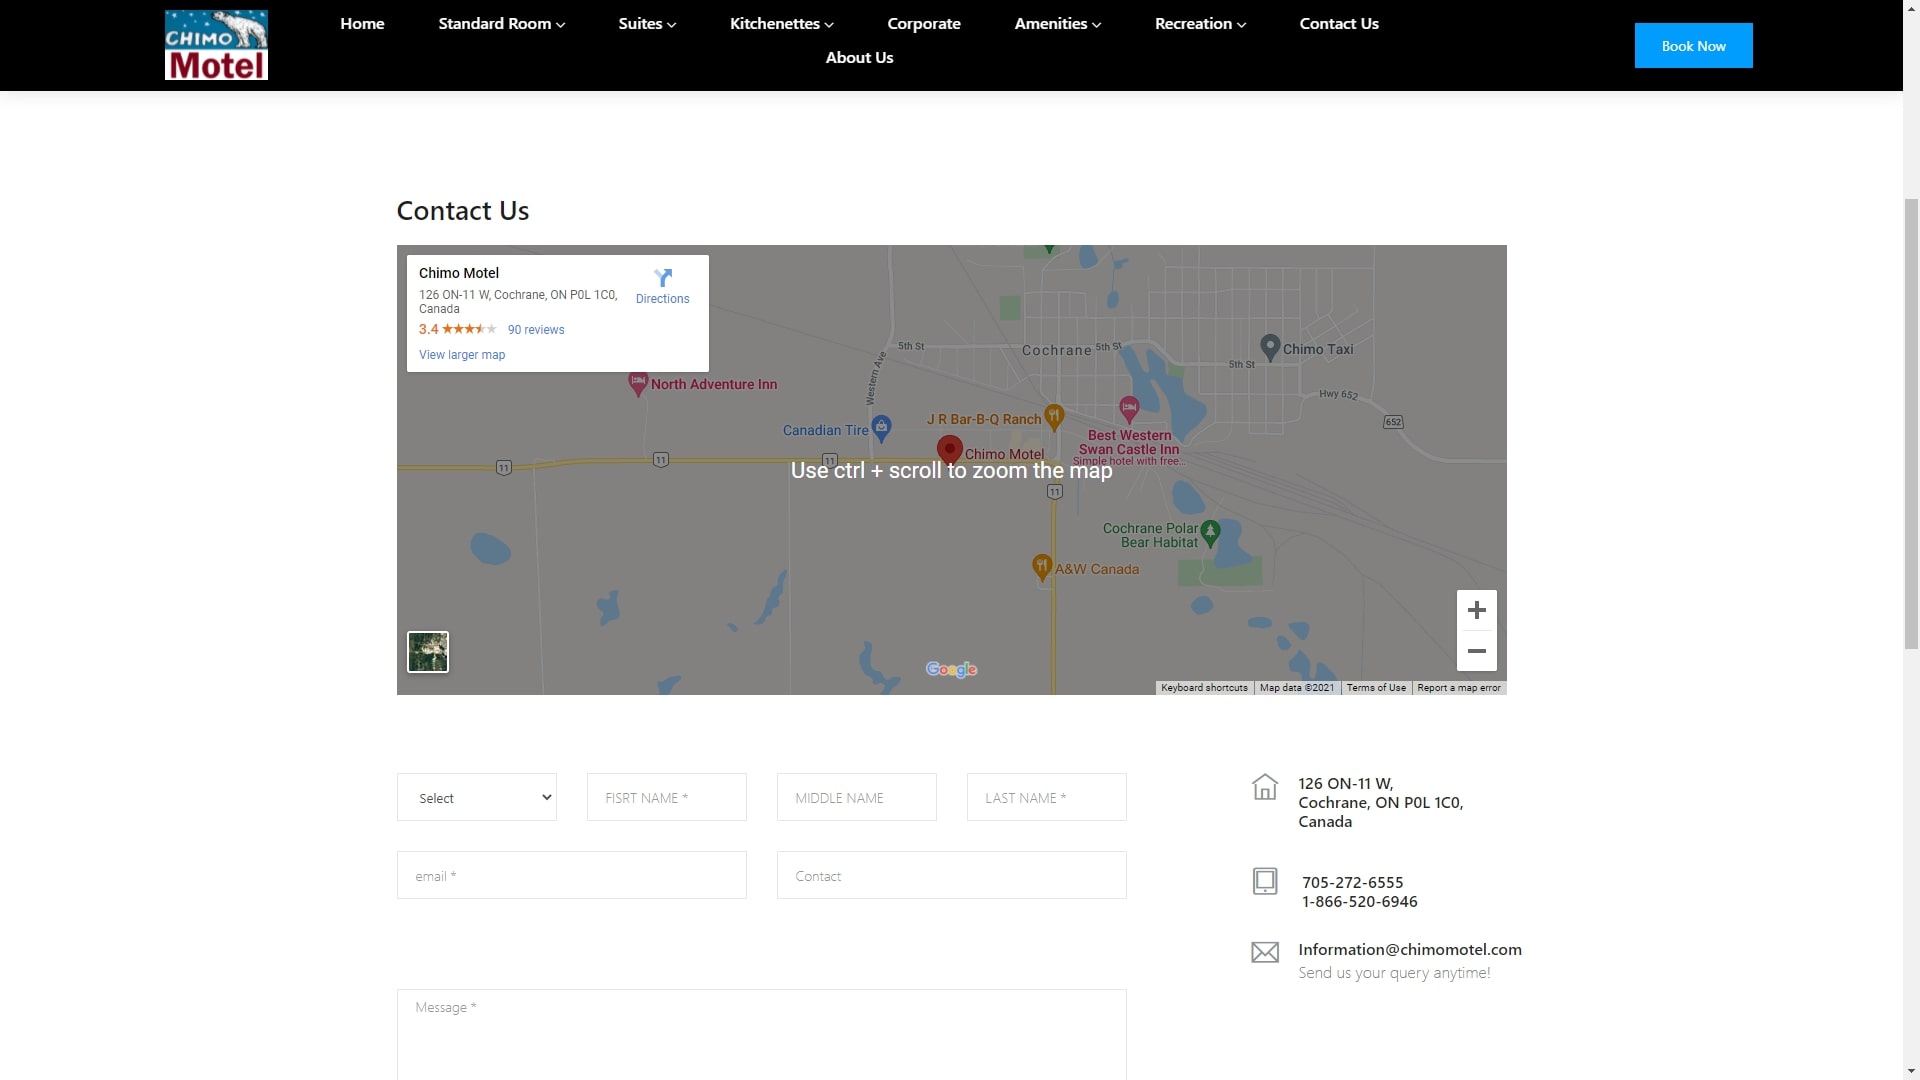 CHIMO
Motel
Home
Standard Room
Suites
Kitchenettes
Corporate
Amenities
Recreation
Contact Us
About Us
Book Now
Contact Us
Chimo Motel
126 ON-11 W, Cochrane, ON P0L 1C0,
Canada
3.4
90 reviews
View larger map
Directions
5th St
Cochrane
5th St
5th St
Chimo Taxi
Western Ave
Hwy 652
652
North Adventure Inn
J R Bar-B-Q Ranch
Canadian Tire
Best Western
Swan Castle Inn
Simple hotel with free...
Chimo Motel
11
11
11
11
Use ctrl + scroll to zoom the map
Cochrane Polar
Bear Habitat
A&W Canada
Google
Keyboard shortcuts
Map data ©2021
Terms of Use
Report a map error
Select
FISRT NAME *
MIDDLE NAME
LAST NAME *
email *
Contact
Message *
126 ON-11 W,
Cochrane, ON P0L 1C0,
Canada
705-272-6555
1-866-520-6946
Information@chimomotel.com
Send us your query anytime!